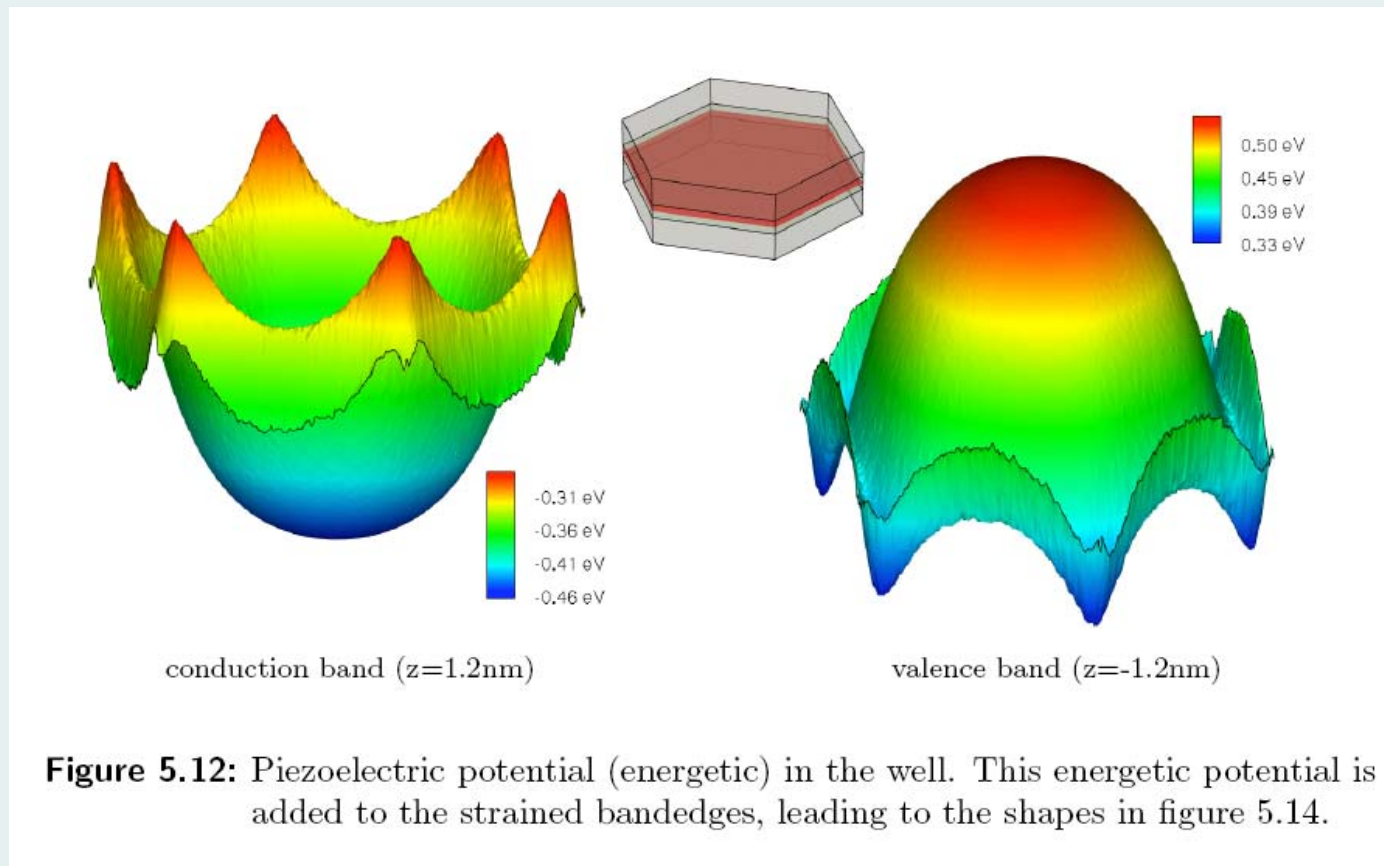 0.50 eV
0.45 eV
0.39 eV
0.33 eV
-0.31 eV
-0.36 eV
-0.41 eV
-0.46 eV
conduction band (z=1.2nm)
valence band (z=-1.2nm)
Figure 5.12: Piezoelectric potential (energetic) in the well. This energetic potential is
added to the strained bandedges, leading to the shapes in figure 5.14.